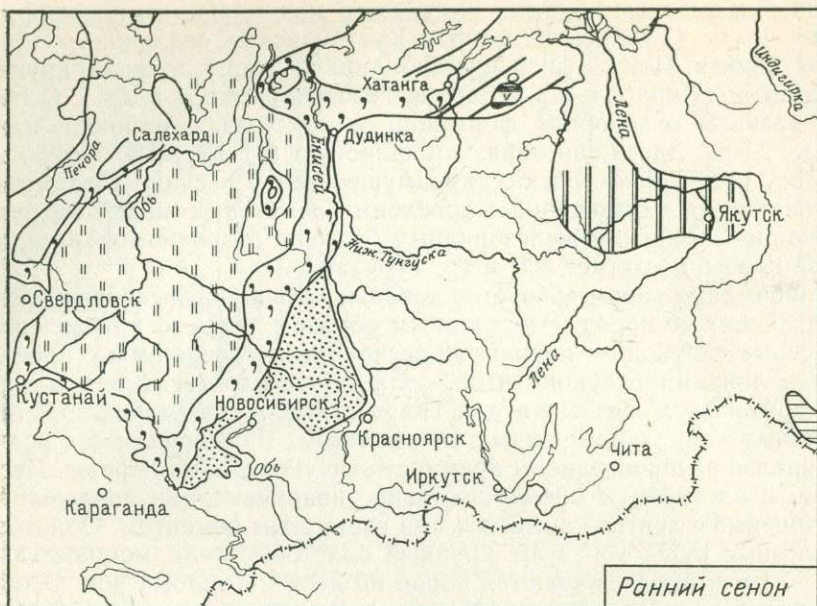 Хатанга
Индигирка
Лена
Салехард
Дудинка
Печора
Енисей
Обь
Якутск
Ниж. Тунгуска
Свердловск
Лена
Кустанай
Новосибирск
Красноярск
Обь
Чита
Иркутск
Караганда
Ранний сенон